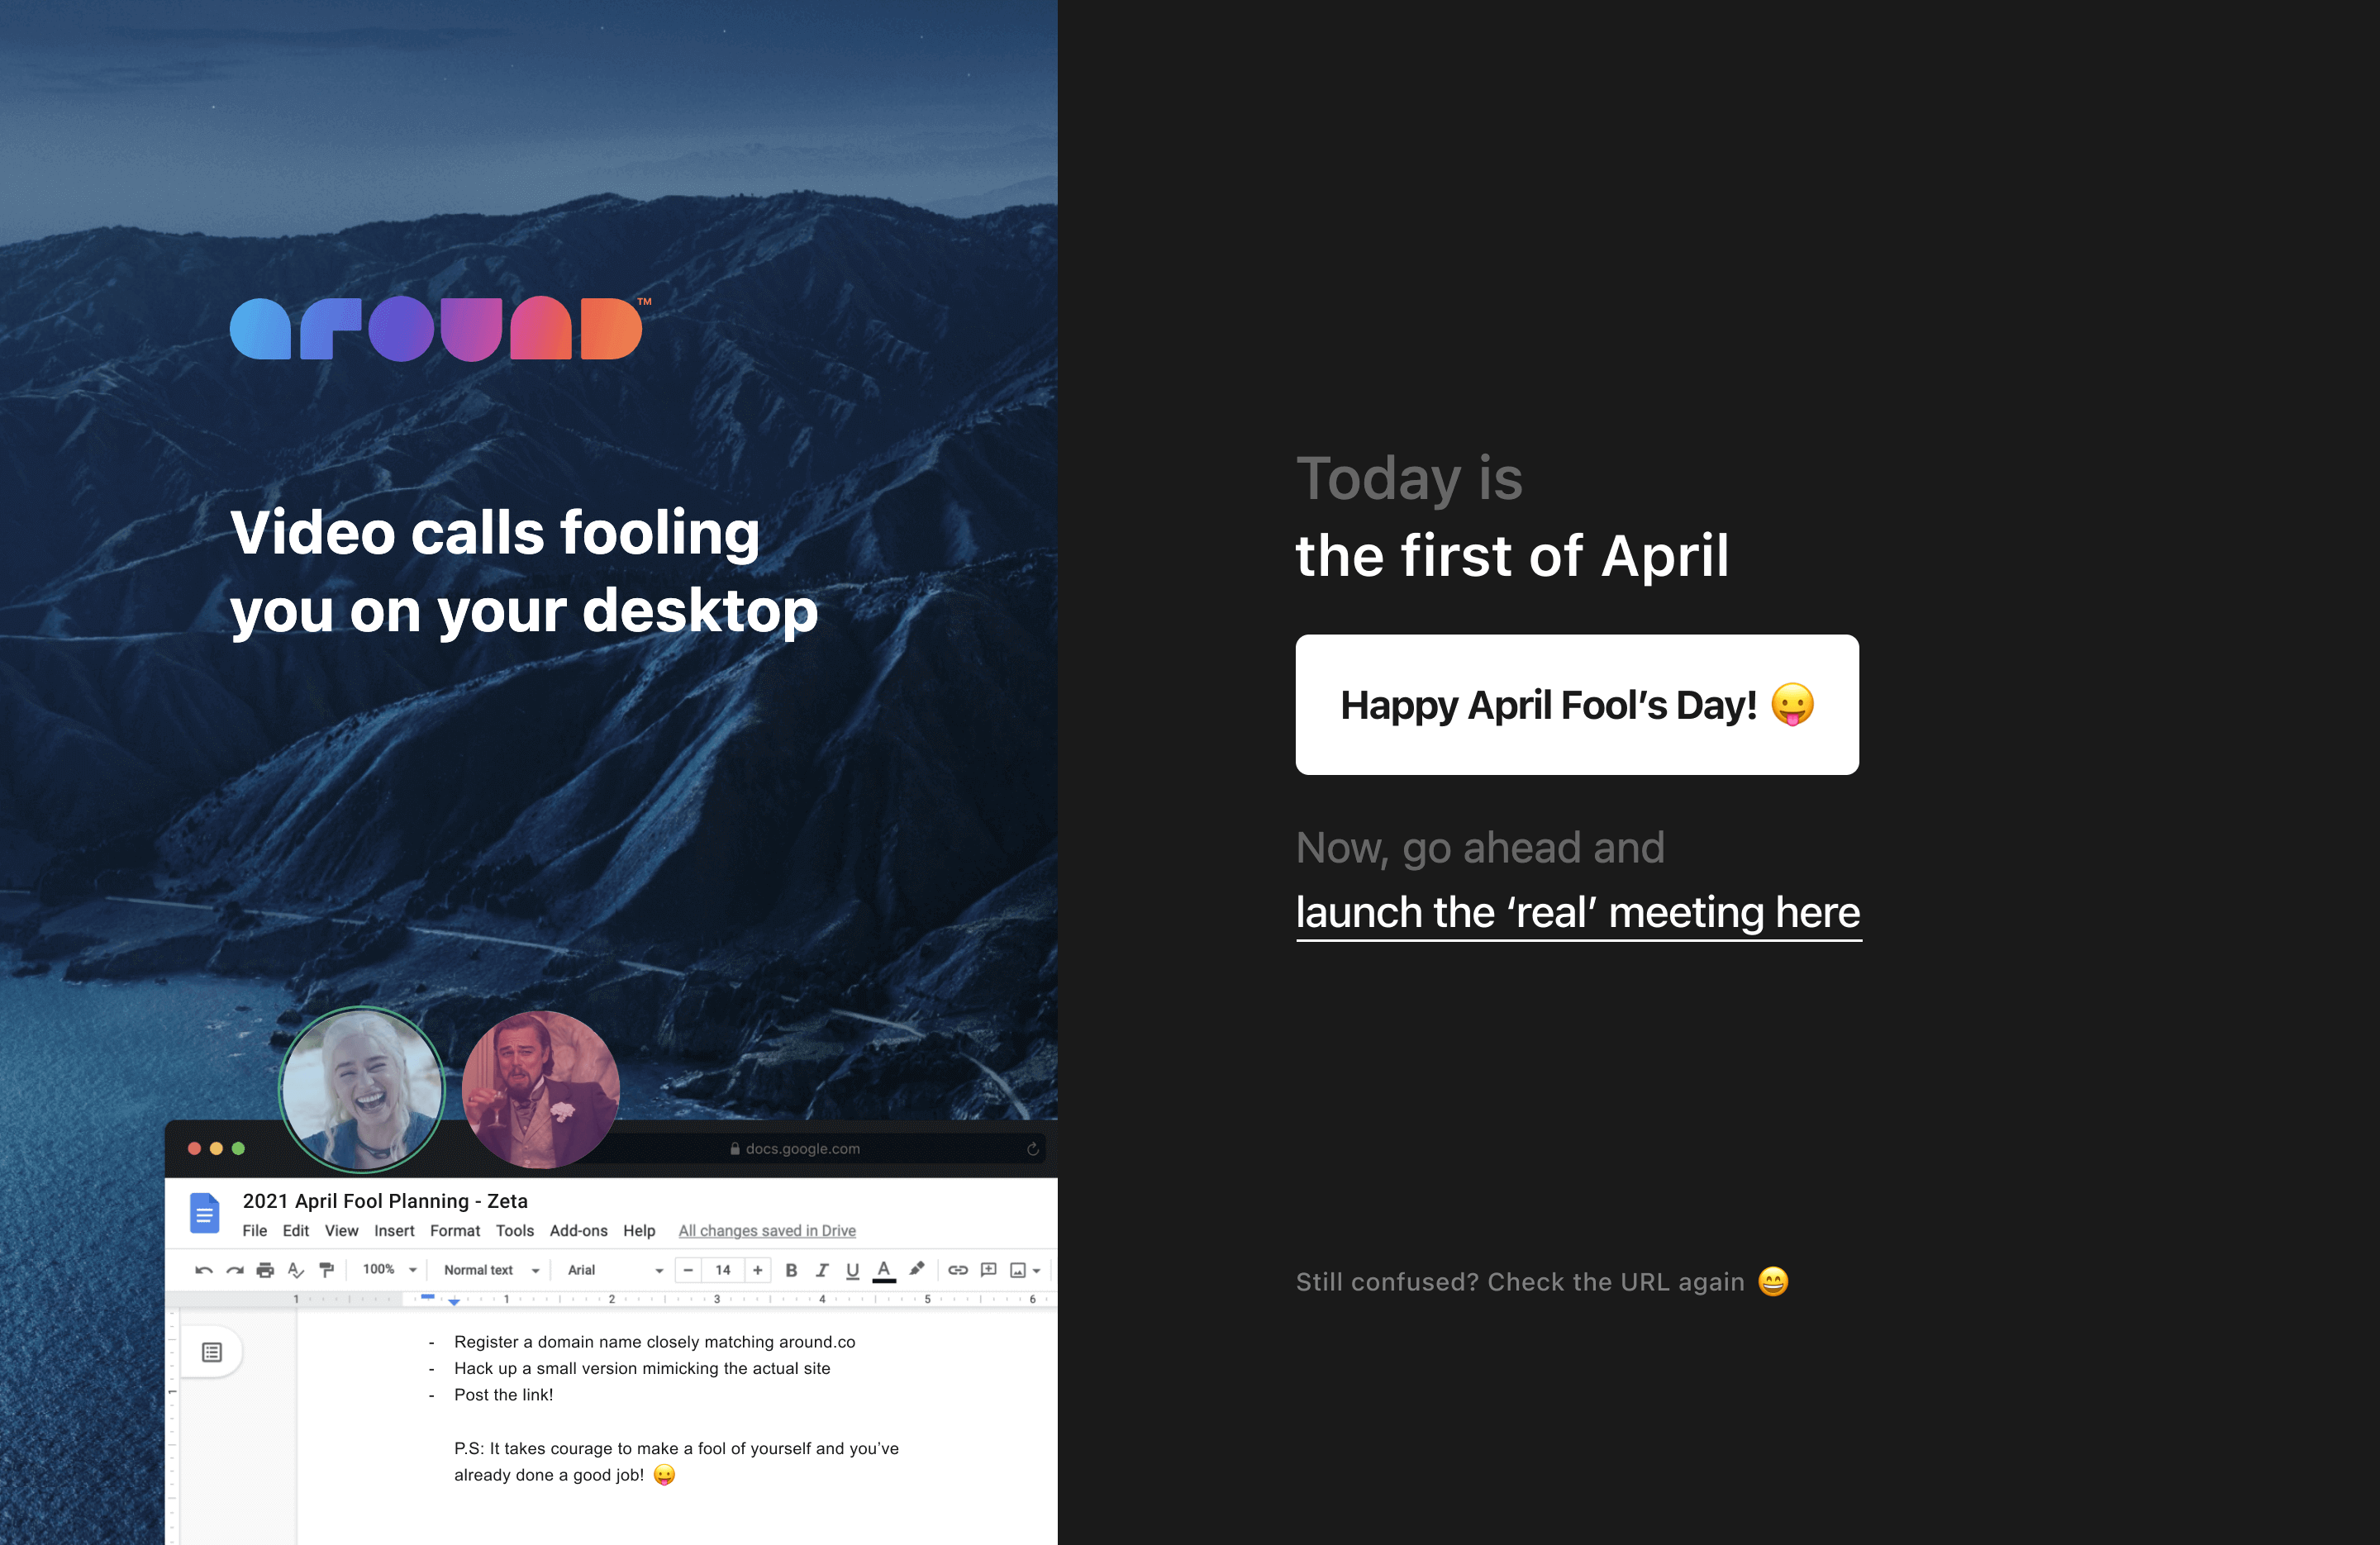 around™
Video calls fooling
you on your desktop
docs.google.com
2021 April Fool Planning - Zeta
File Edit View Insert Format Tools Add-ons Help All changes saved in Drive
100% Normal text Arial − 14 + B I U A
1 1 2 3 4 5 6
1
- Register a domain name closely matching around.co
- Hack up a small version mimicking the actual site
- Post the link!
P.S: It takes courage to make a fool of yourself and you’ve
already done a good job! 😛
Today is
the first of April
Happy April Fool’s Day! 😛
Now, go ahead and
launch the ‘real’ meeting here
Still confused? Check the URL again 😄